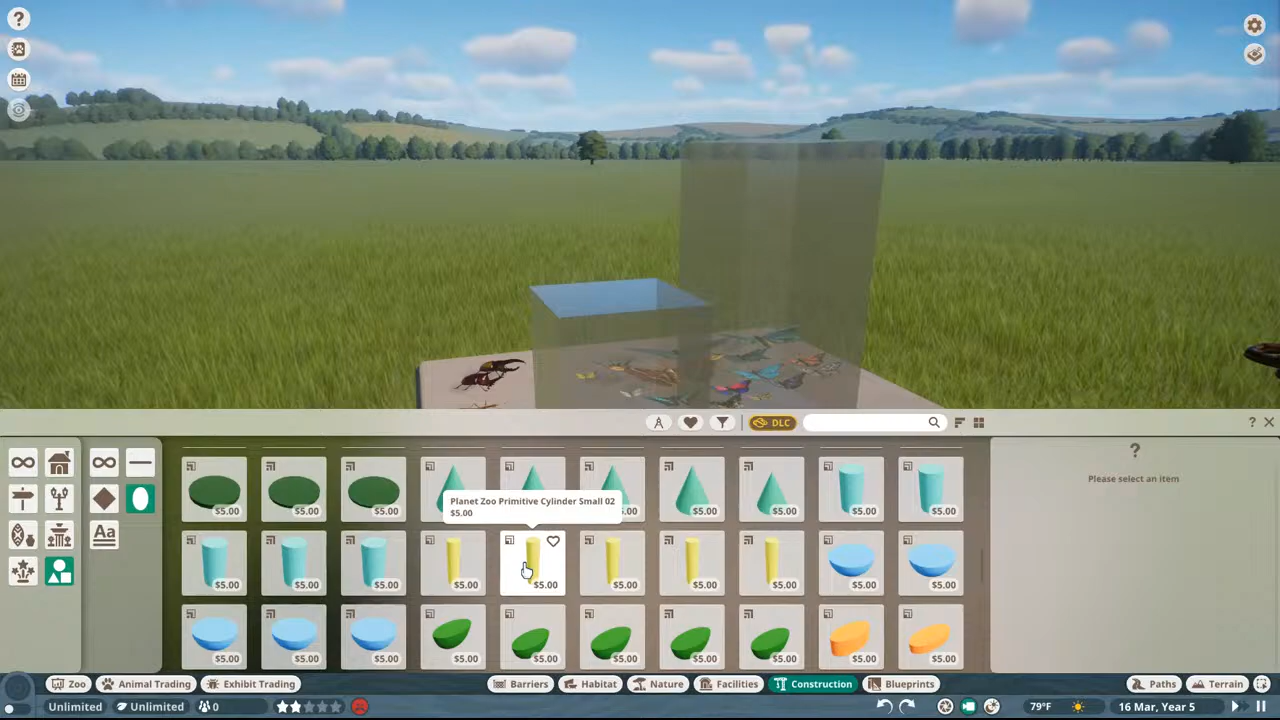 ?
DLC
? ×
?
Please select an item
Aa
$5.00 $5.00 $5.00 $5.00 $5.00 $5.00 $5.00 $5.00
Planet Zoo Primitive Cylinder Small 02
$5.00
$5.00 $5.00 $5.00 $5.00 $5.00 $5.00 $5.00 $5.00 $5.00 $5.00
$5.00 $5.00 $5.00 $5.00 $5.00 $5.00 $5.00 $5.00 $5.00 $5.00
Zoo Animal Trading Exhibit Trading Barriers Habitat Nature Facilities Construction Blueprints Paths Terrain
Unlimited Unlimited 0 79°F 16 Mar, Year 5